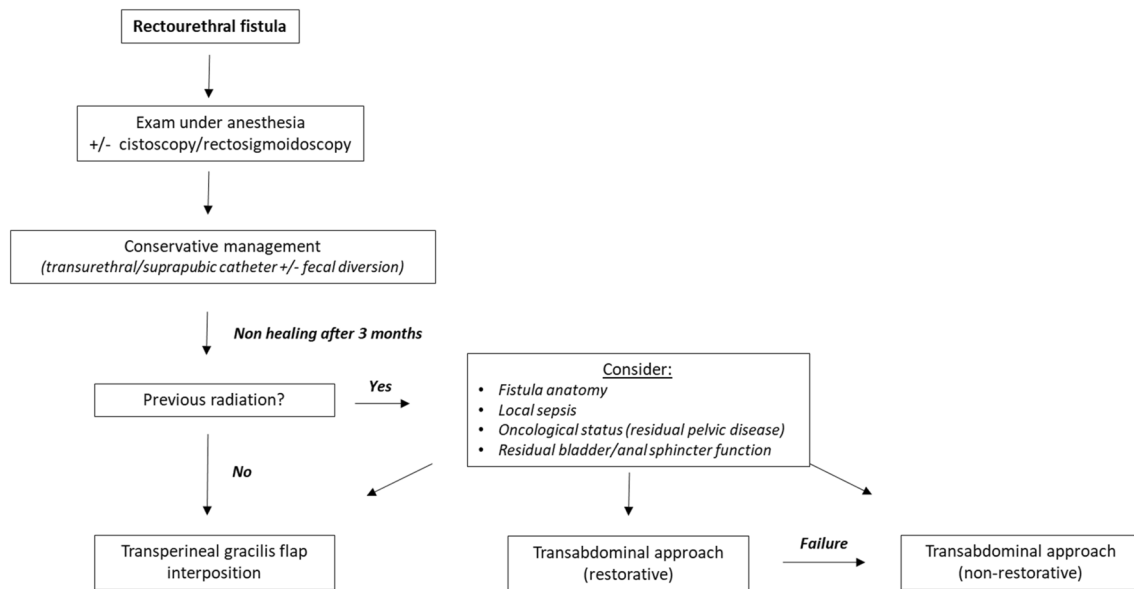 Rectourethral fistula
Exam under anesthesia
+/- cistoscopy/rectosigmoidoscopy
Conservative management
(transurethral/suprapubic catheter +/- fecal diversion)
Non healing after 3 months
Previous radiation?
Yes
Consider:
• Fistula anatomy
• Local sepsis
• Oncological status (residual pelvic disease)
• Residual bladder/anal sphincter function
No
Transperineal gracilis flap
interposition
Transabdominal approach
(restorative)
Failure
Transabdominal approach
(non-restorative)